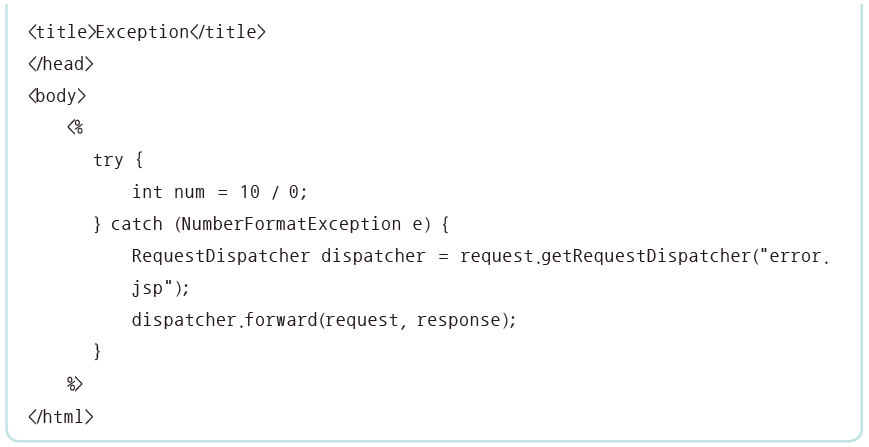 <title>Exception</title>
</head>
<body>
    <%
        try {
            int num = 10 / 0;
        } catch (NumberFormatException e) {
            RequestDispatcher dispatcher = request.getRequestDispatcher("error.
            jsp");
            dispatcher.forward(request, response);
        }
    %>
</html>